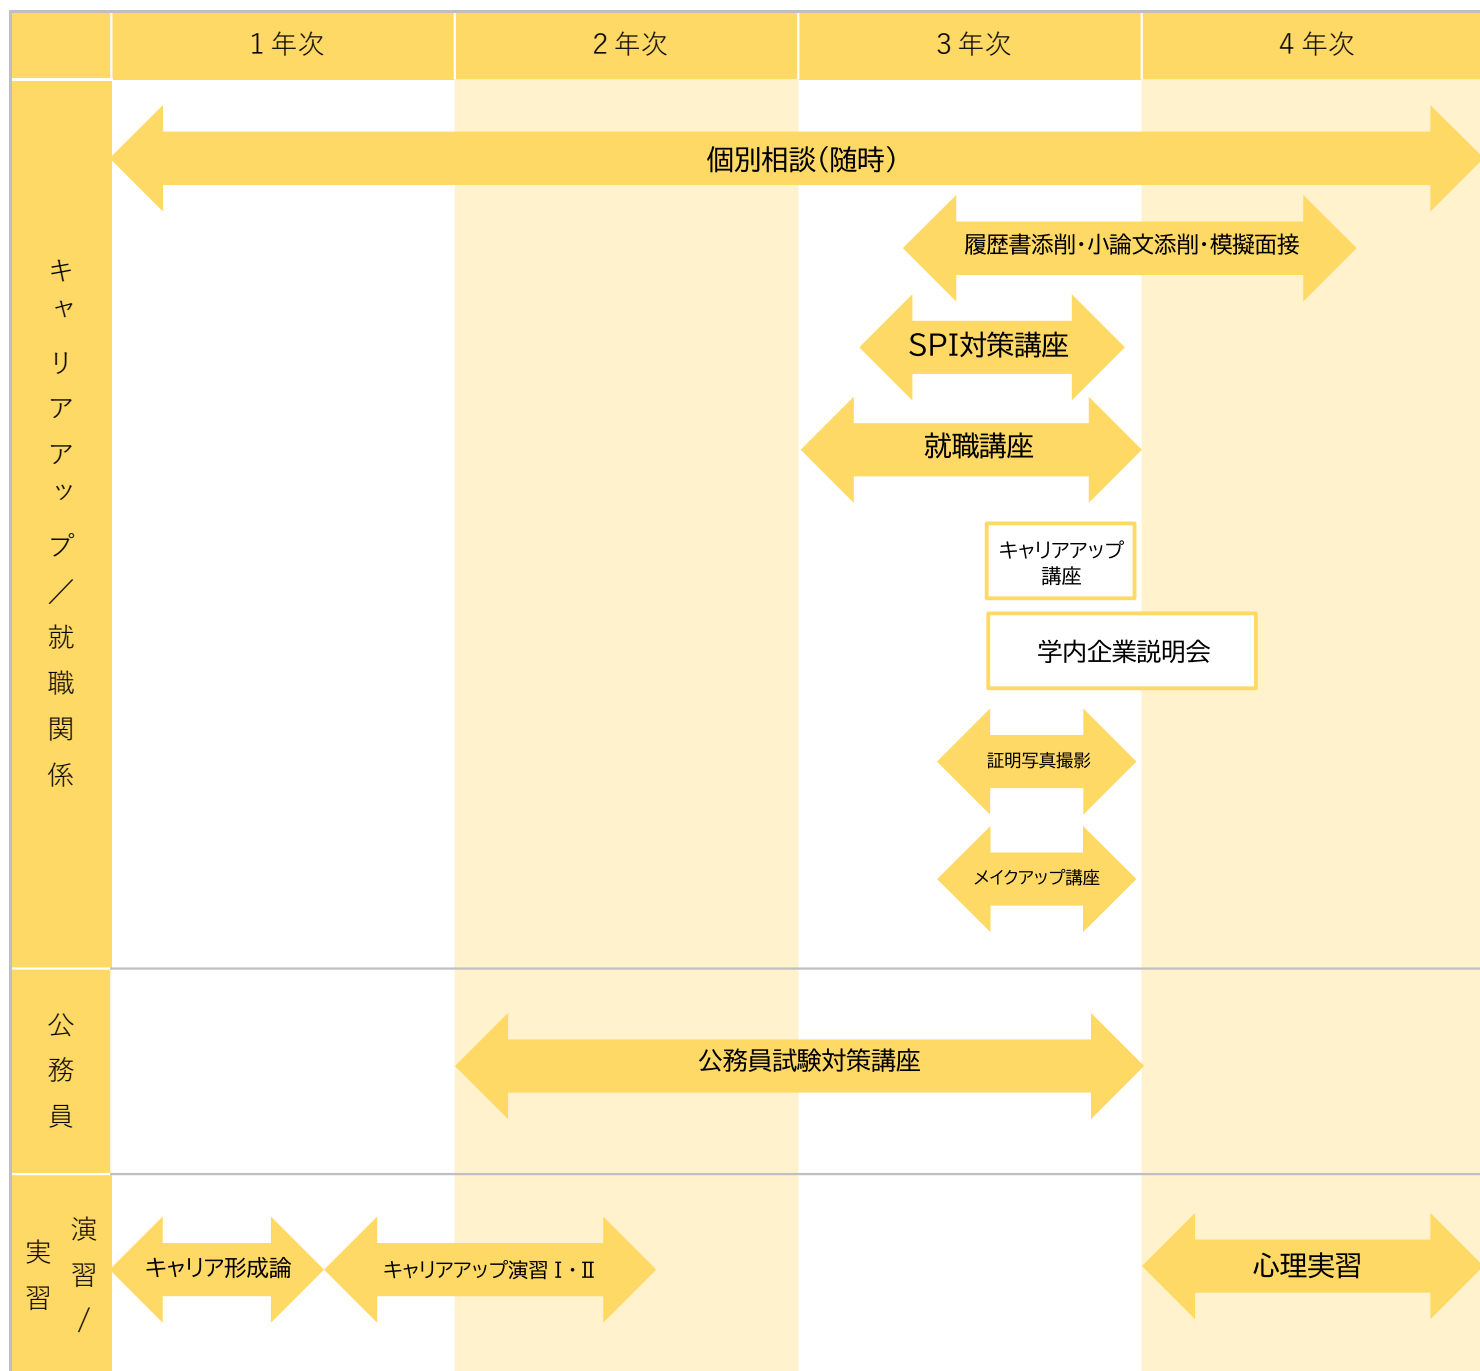 1年次
2年次
3年次
4年次
キャリアアップ／就職関係
個別相談（随時）
履歴書添削・小論文添削・模擬面接
SPI対策講座
就職講座
キャリアアップ
講座
学内企業説明会
証明写真撮影
メイクアップ講座
公務員
公務員試験対策講座
演習/
実習
キャリア形成論
キャリアアップ演習Ⅰ・Ⅱ
心理実習